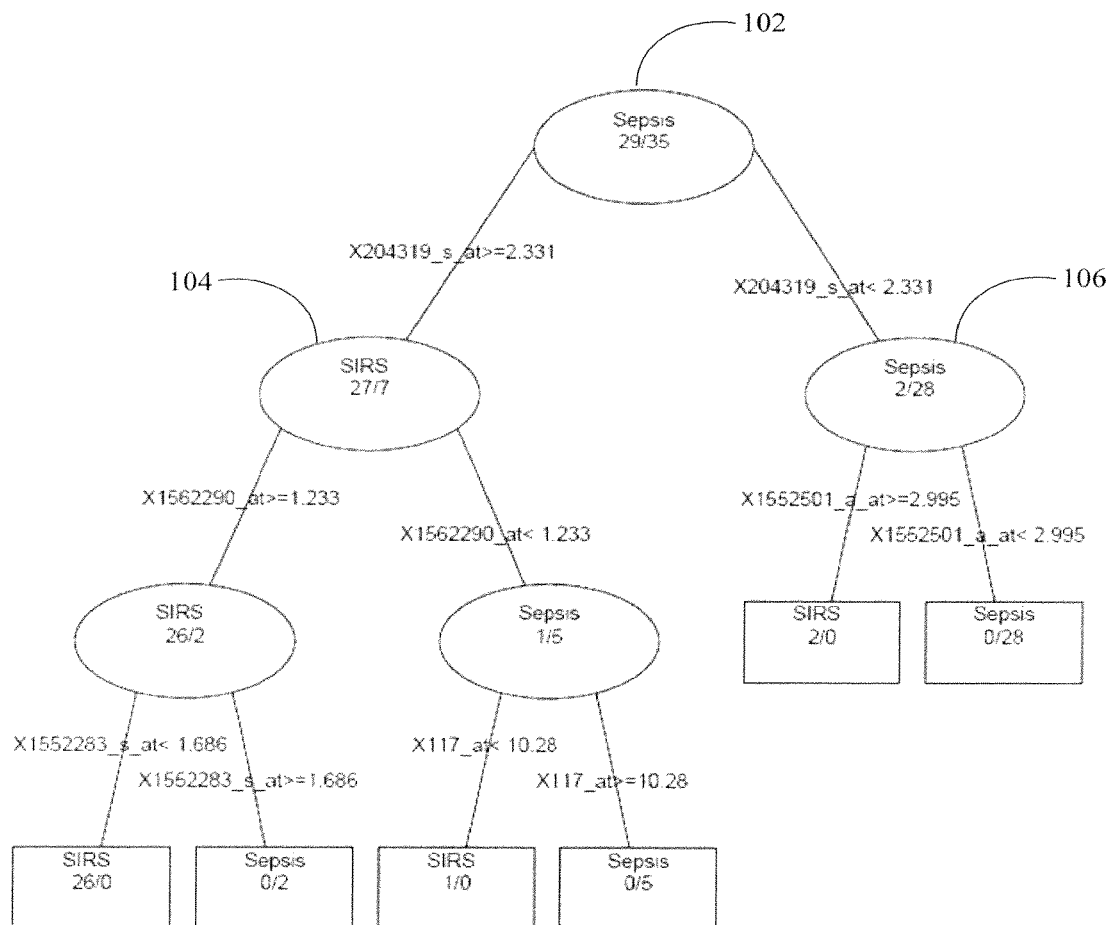 102
Sepsis
29/35
X204319_s_at>=2.331
X204319_s_at< 2.331
104
106
SIRS
27/7
Sepsis
2/28
X1562290_at>=1.233
X1562290_at< 1.233
X1552501_a_at>=2.995
X1552501_a_at< 2.995
SIRS
26/2
Sepsis
1/5
SIRS
2/0
Sepsis
0/28
X1552283_s_at< 1.686
X1552283_s_at>=1.686
X117_at< 10.28
X117_at>=10.28
SIRS
26/0
Sepsis
0/2
SIRS
1/0
Sepsis
0/5